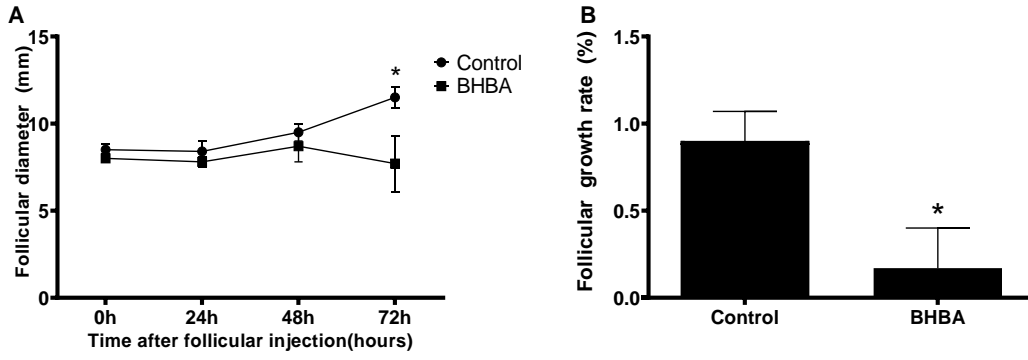 A
Follicular diameter (mm)
15
10
5
0
0h 24h 48h 72h
Time after follicular injection(hours)
*
Control
BHBA
B
Follicular growth rate (%)
1.5
1.0
0.5
0.0
*
Control BHBA